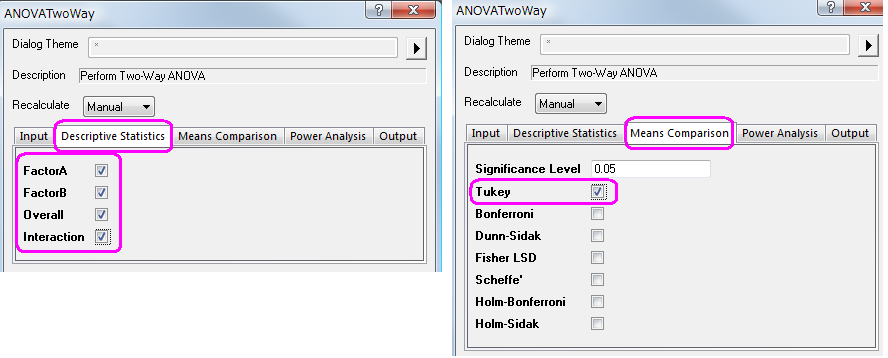 ANOVATwoWay
?
Dialog Theme *
Description Perform Two-Way ANOVA
Recalculate Manual
Input Descriptive Statistics Means Comparison Power Analysis Output
FactorA
FactorB
Overall
Interaction
ANOVATwoWay
?
Dialog Theme *
Description Perform Two-Way ANOVA
Recalculate Manual
Input Descriptive Statistics Means Comparison Power Analysis Output
Significance Level 0.05
Tukey
Bonferroni
Dunn-Sidak
Fisher LSD
Scheffe'
Holm-Bonferroni
Holm-Sidak